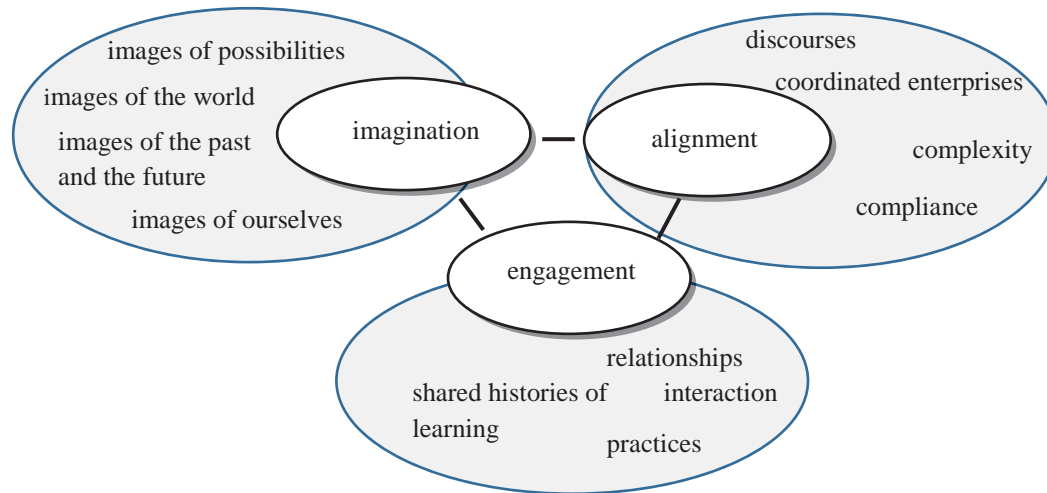 images of possibilities
images of the world
images of the past
and the future
images of ourselves
imagination
discourses
coordinated enterprises
alignment
complexity
compliance
engagement
relationships
shared histories of
learning
interaction
practices